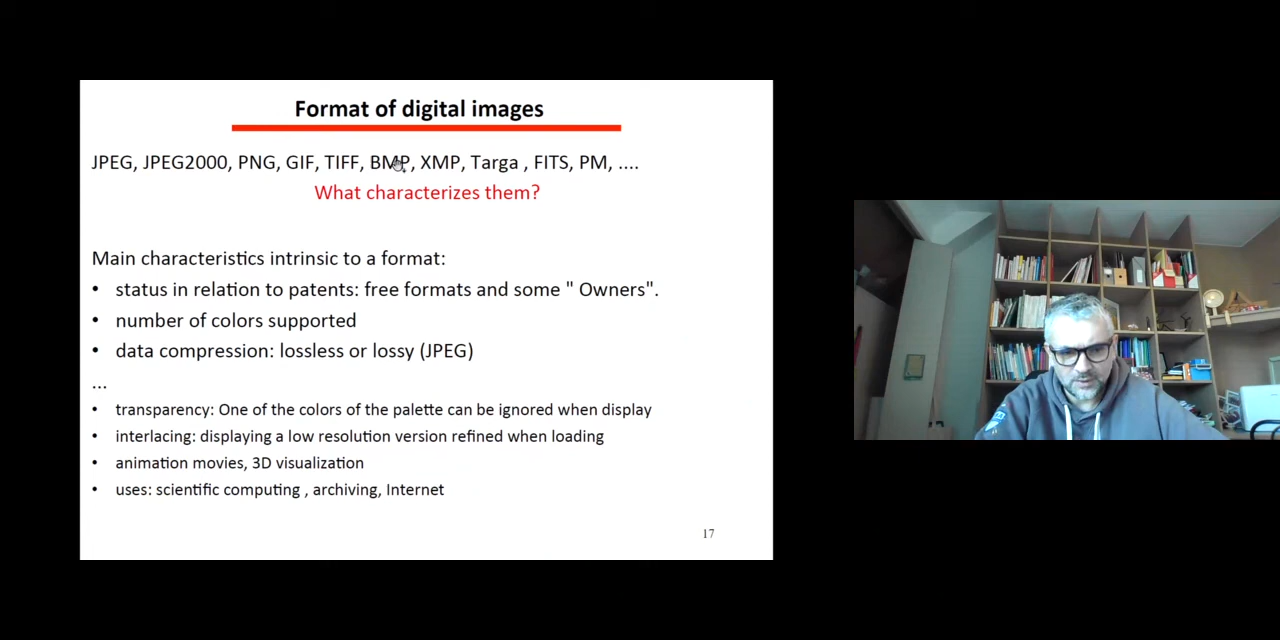 Format of digital images
JPEG, JPEG2000, PNG, GIF, TIFF, BMP, XMP, Targa , FITS, PM, ....
What characterizes them?
Main characteristics intrinsic to a format:
• status in relation to patents: free formats and some " Owners".
• number of colors supported
• data compression: lossless or lossy (JPEG)
...
• transparency: One of the colors of the palette can be ignored when display
• interlacing: displaying a low resolution version refined when loading
• animation movies, 3D visualization
• uses: scientific computing , archiving, Internet
17